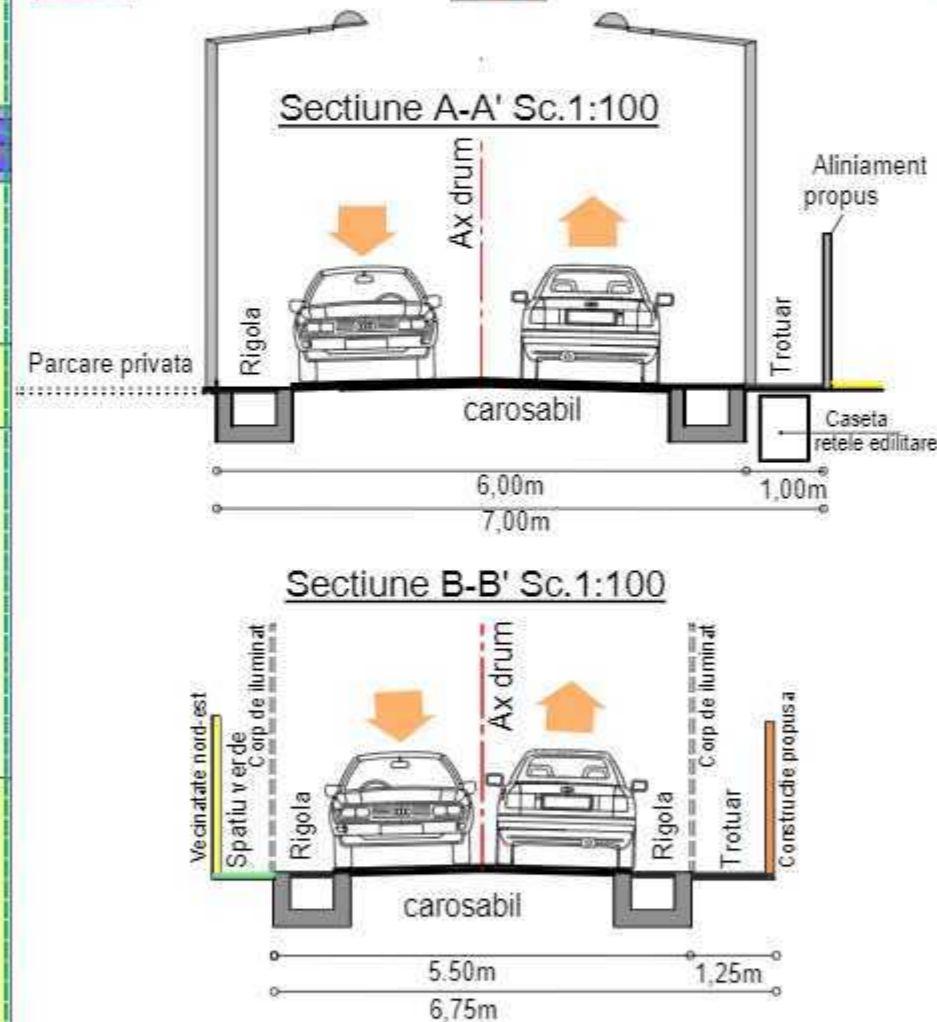 Sectiune A-A' Sc.1:100
Ax drum
Aliniament
propus
Rigola
Trotuar
Parcare privata
carosabil
Caseta
retele edilitare
6,00m
1,00m
7,00m
Sectiune B-B' Sc.1:100
Vecinatate nord-est
Spatiu verde
Corp de iluminat
Rigola
Ax drum
Rigola
Corp de iluminat
Trotuar
Constructie propusa
carosabil
5.50m
1,25m
6,75m